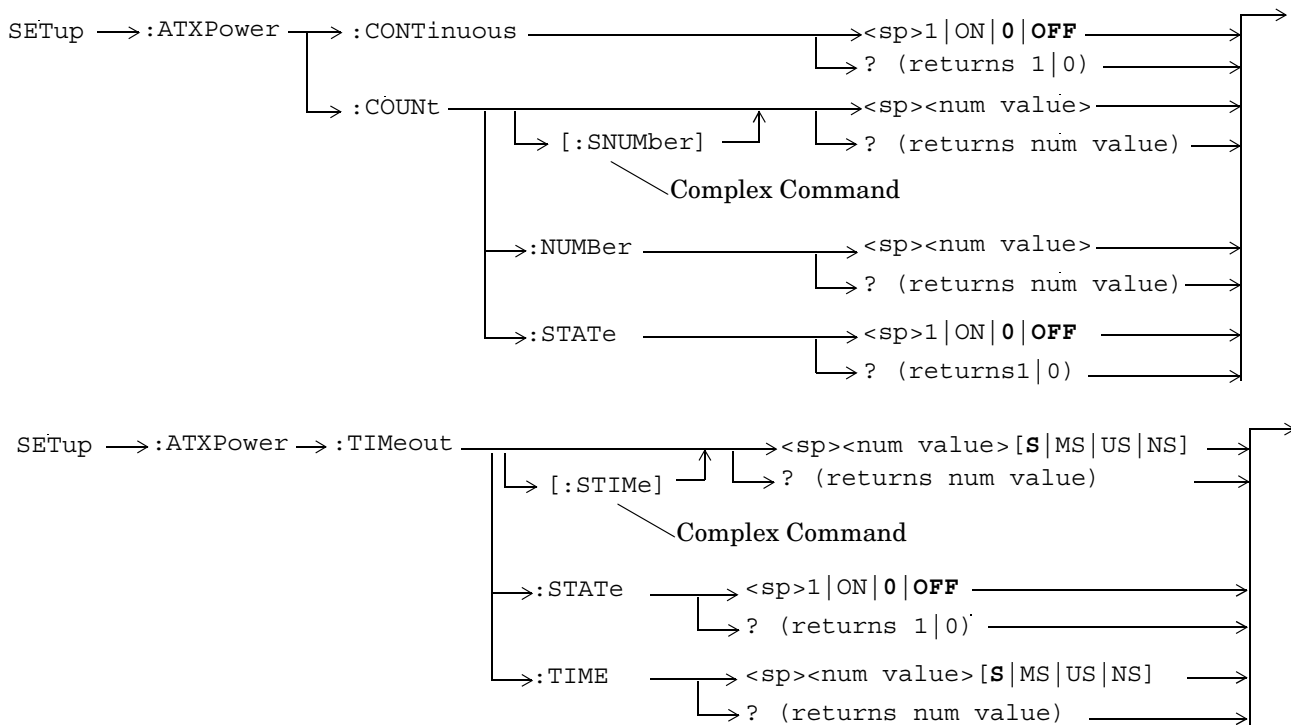 SETup :ATXPower :CONTinuous <sp>1|ON|0|OFF
? (returns 1|0)
:COUNt <sp><num value>
[:SNUMber] ? (returns num value)
Complex Command
:NUMBer <sp><num value>
? (returns num value)
:STATe <sp>1|ON|0|OFF
? (returns1|0)
SETup :ATXPower :TIMeout <sp><num value>[S|MS|US|NS]
[:STIMe] ? (returns num value)
Complex Command
:STATe <sp>1|ON|0|OFF
? (returns 1|0)
:TIME <sp><num value>[S|MS|US|NS]
? (returns num value)